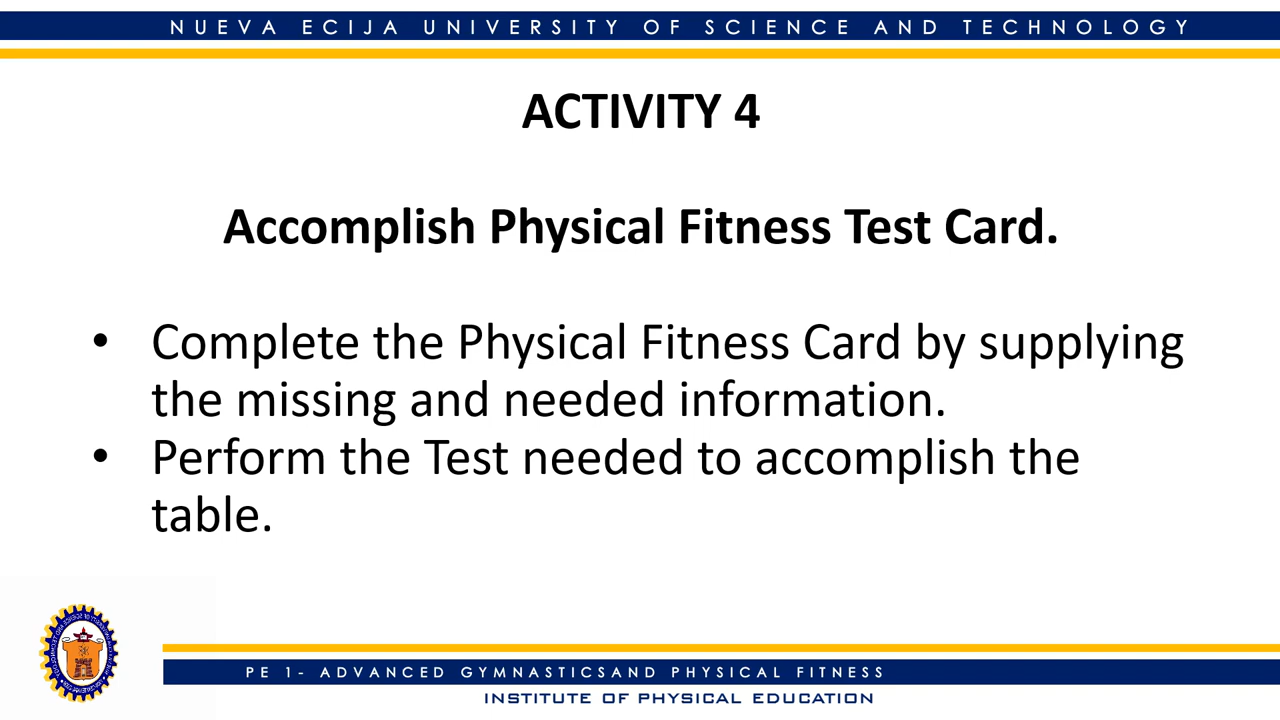 NUEVA ECIJA UNIVERSITY OF SCIENCE AND TECHNOLOGY
ACTIVITY 4
Accomplish Physical Fitness Test Card.
• Complete the Physical Fitness Card by supplying
the missing and needed information.
• Perform the Test needed to accomplish the
table.
PE 1- ADVANCED GYMNASTICSAND PHYSICAL FITNESS
INSTITUTE OF PHYSICAL EDUCATION